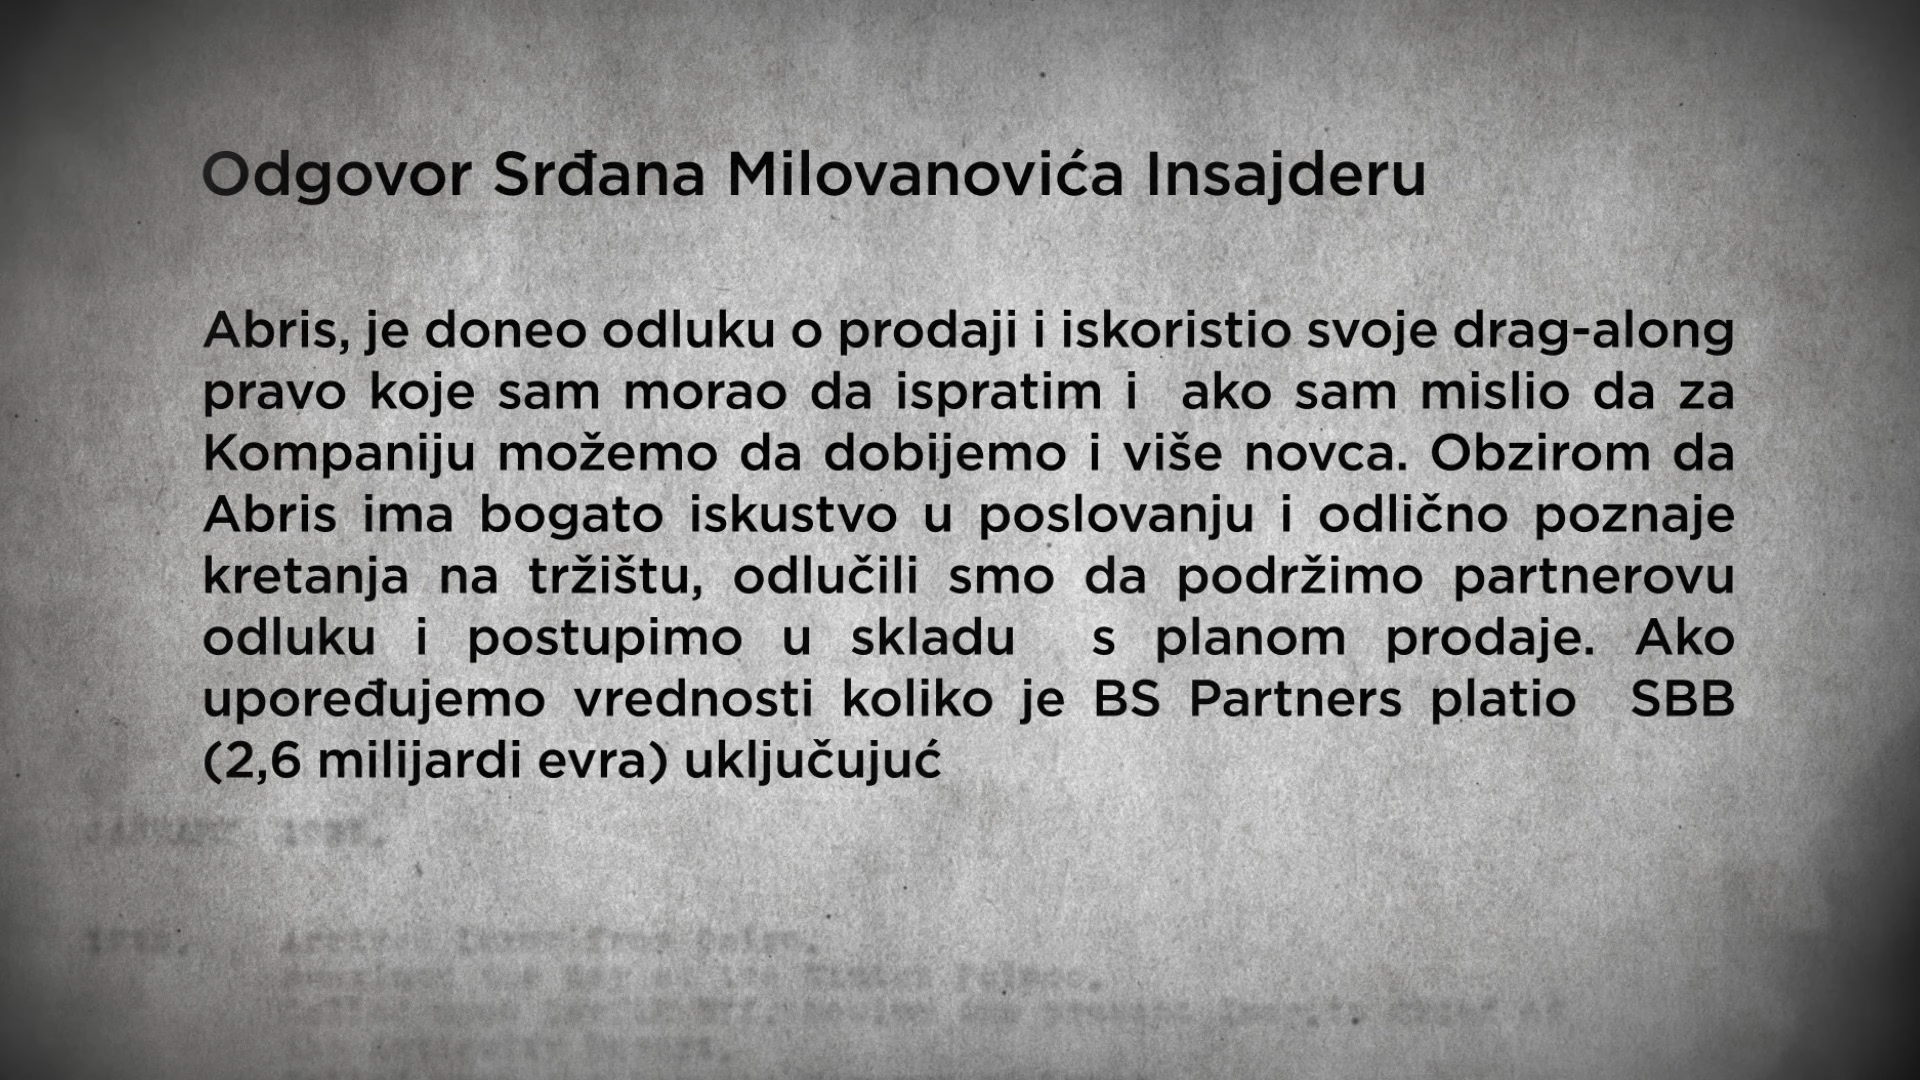 Odgovor Srđana Milovanovića Insajderu
Abris, je doneo odluku o prodaji i iskoristio svoje drag-along
pravo koje sam morao da ispratim i ako sam mislio da za
Kompaniju možemo da dobijemo i više novca. Obzirom da
Abris ima bogato iskustvo u poslovanju i odlično poznaje
kretanja na tržištu, odlučili smo da podržimo partnerovu
odluku i postupimo u skladu s planom prodaje. Ako
upoređujemo vrednosti koliko je BS Partners platio SBB
(2,6 milijardi evra) uključujuć